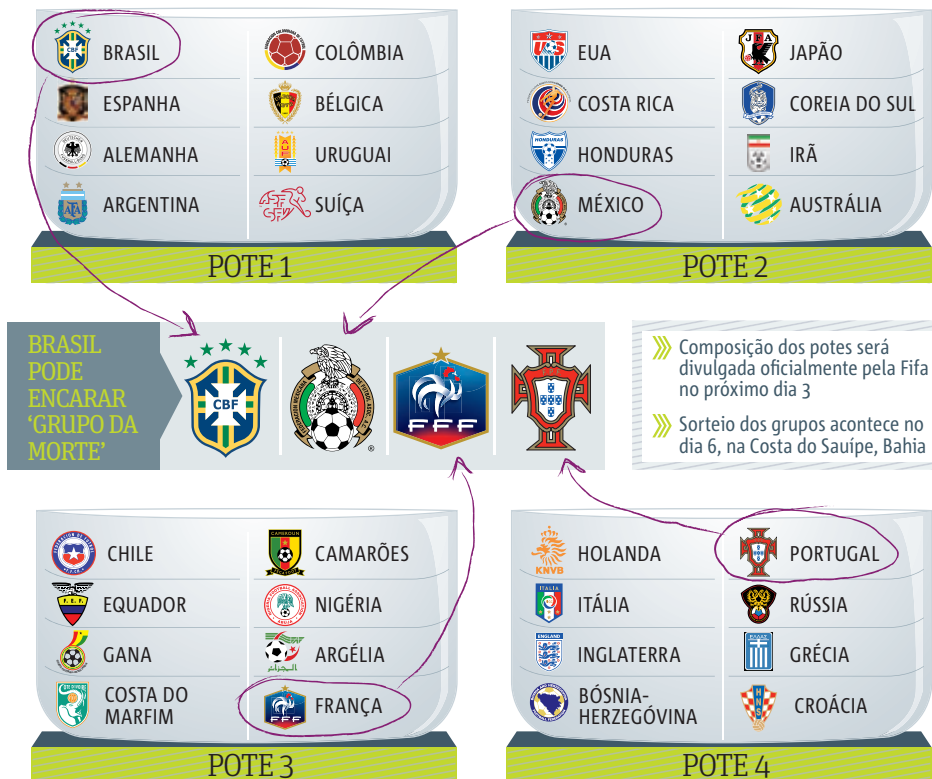 BRASIL
COLÔMBIA
ESPANHA
BÉLGICA
ALEMANHA
URUGUAI
ARGENTINA
SUÍÇA
POTE 1
EUA
JAPÃO
COSTA RICA
COREIA DO SUL
HONDURAS
IRÃ
MÉXICO
AUSTRÁLIA
POTE 2
BRASIL
PODE
ENCARAR
‘GRUPO DA
MORTE’
CBF
FFF
Composição dos potes será
divulgada oficialmente pela Fifa
no próximo dia 3
Sorteio dos grupos acontece no
dia 6, na Costa do Sauípe, Bahia
CHILE
CAMARÕES
EQUADOR
NIGÉRIA
GANA
ARGÉLIA
COSTA DO
MARFIM
FRANÇA
POTE 3
HOLANDA
PORTUGAL
ITÁLIA
RÚSSIA
INGLATERRA
GRÉCIA
BÓSNIA-
HERZEGÓVINA
CROÁCIA
POTE 4